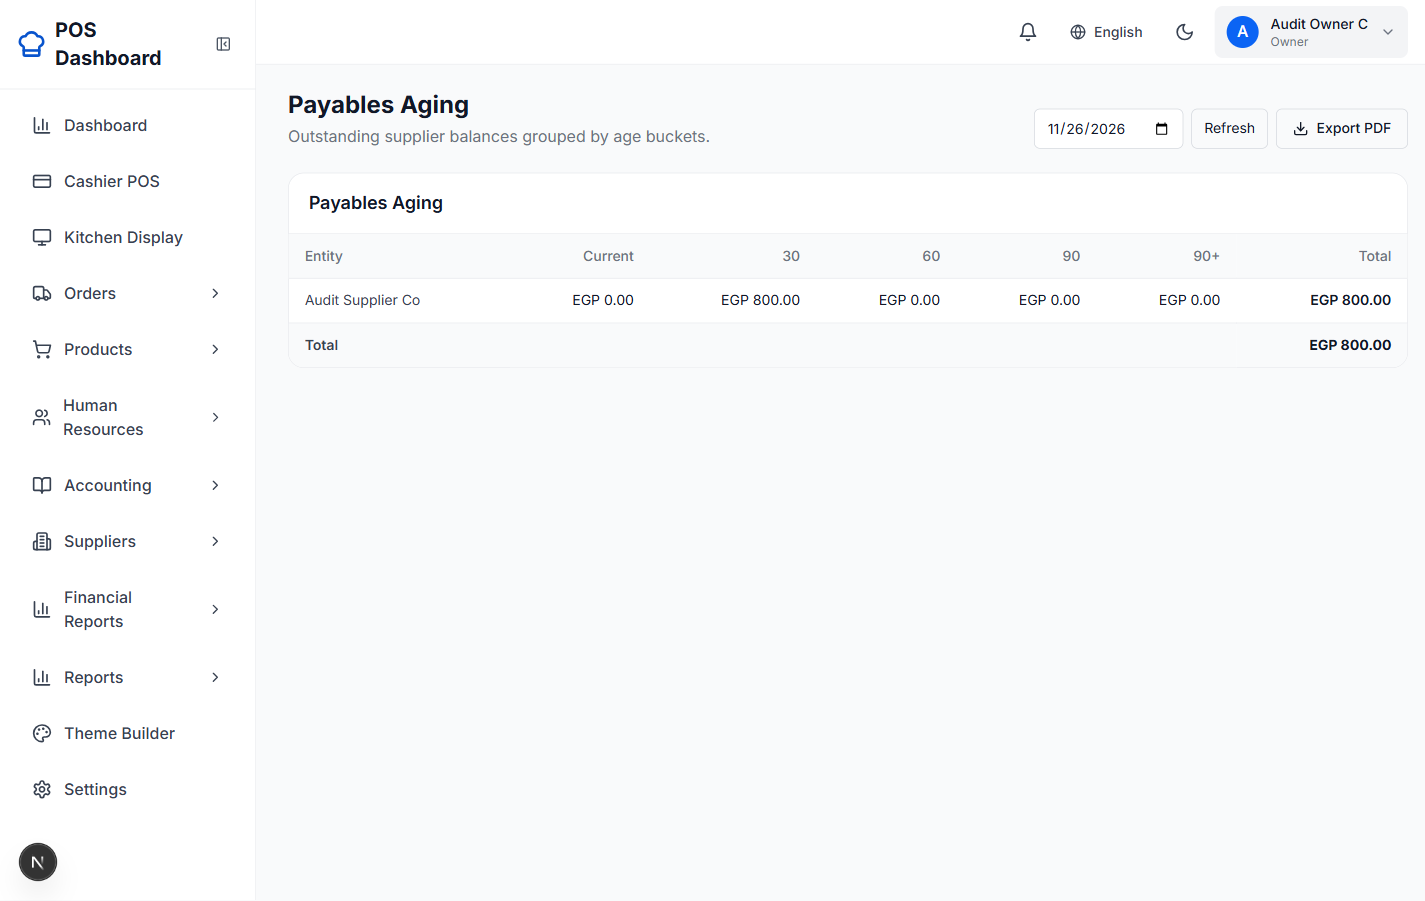 POS
Dashboard
English
A
Audit Owner C
Owner
Dashboard
Cashier POS
Kitchen Display
Orders
Products
Human
Resources
Accounting
Suppliers
Financial
Reports
Reports
Theme Builder
Settings
N
Payables Aging
Outstanding supplier balances grouped by age buckets.
11/26/2026
Refresh
Export PDF
Payables Aging
Entity Current 30 60 90 90+ Total
Audit Supplier Co EGP 0.00 EGP 800.00 EGP 0.00 EGP 0.00 EGP 0.00 EGP 800.00
Total EGP 800.00